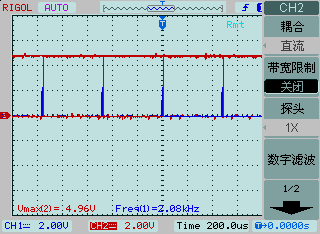 RIGOL AUTO T f
CH2
Rmt
耦合
直流
带宽限制
关闭
探头
1X
数字滤波
1/2
Vmax(2)= 4.96V Freq(1)=2.08kHz
CH1 2.00V CH2 2.00V Time 200.0us T→0.0000s